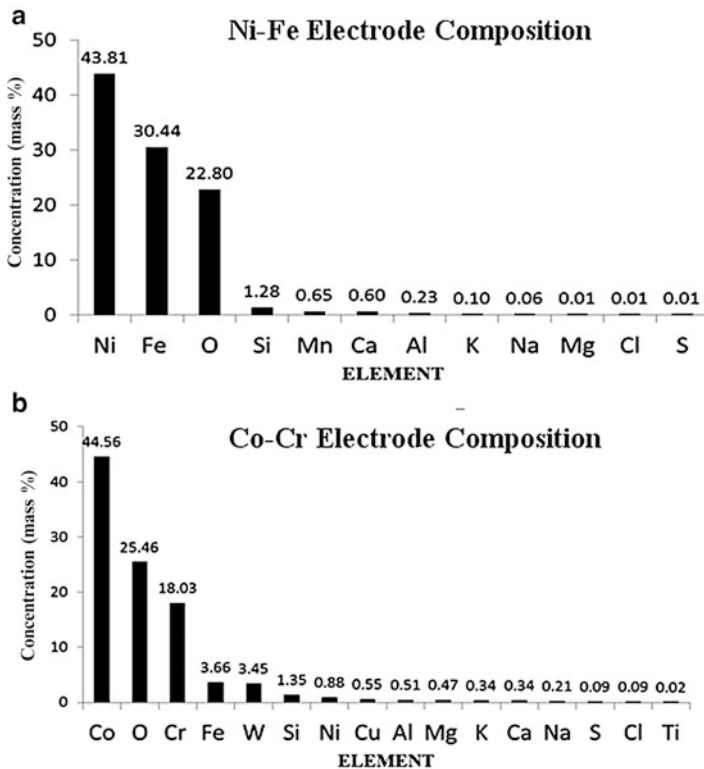 a
Ni-Fe Electrode Composition
Concentration (mass %)
50
40
30
20
10
0
43.81
30.44
22.80
1.28 0.65 0.60 0.23 0.10 0.06 0.01 0.01 0.01
Ni Fe O Si Mn Ca Al K Na Mg Cl S
ELEMENT
b
Co-Cr Electrode Composition
Concentration (mass %)
50
40
30
20
10
0
44.56
25.46
18.03
3.66 3.45 1.35 0.88 0.55 0.51 0.47 0.34 0.34 0.21 0.09 0.09 0.02
Co O Cr Fe W Si Ni Cu Al Mg K Ca Na S Cl Ti
ELEMENT